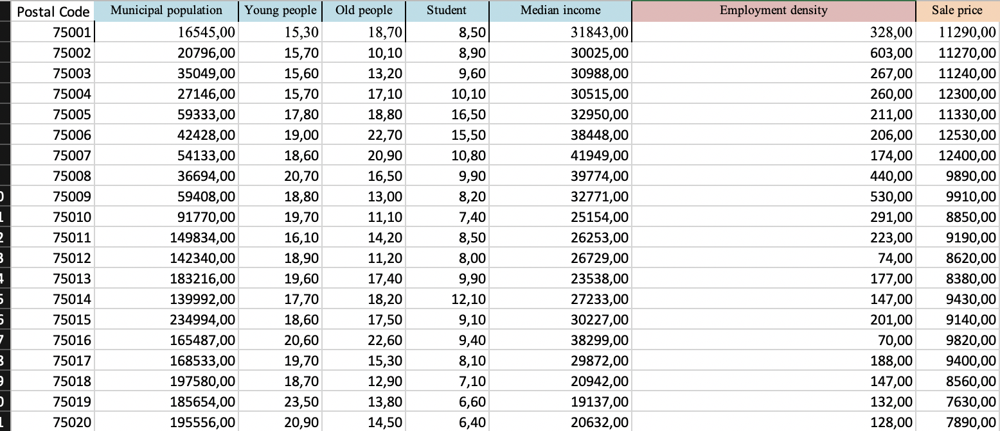 Postal Code Municipal population Young people Old people Student Median income Employment density Sale price
75001 16545,00 15,30 18,70 8,50 31843,00 328,00 11290,00
75002 20796,00 15,70 10,10 8,90 30025,00 603,00 11270,00
75003 35049,00 15,60 13,20 9,60 30988,00 267,00 11240,00
75004 27146,00 15,70 17,10 10,10 30515,00 260,00 12300,00
75005 59333,00 17,80 18,80 16,50 32950,00 211,00 11330,00
75006 42428,00 19,00 22,70 15,50 38448,00 206,00 12530,00
75007 54133,00 18,60 20,90 10,80 41949,00 174,00 12400,00
75008 36694,00 20,70 16,50 9,90 39774,00 440,00 9890,00
75009 59408,00 18,80 13,00 8,20 32771,00 530,00 9910,00
75010 91770,00 19,70 11,10 7,40 25154,00 291,00 8850,00
75011 149834,00 16,10 14,20 8,50 26253,00 223,00 9190,00
75012 142340,00 18,90 11,20 8,00 26729,00 74,00 8620,00
75013 183216,00 19,60 17,40 9,90 23538,00 177,00 8380,00
75014 139992,00 17,70 18,20 12,10 27233,00 147,00 9430,00
75015 234994,00 18,60 17,50 9,10 30227,00 201,00 9140,00
75016 165487,00 20,60 22,60 9,40 38299,00 70,00 9820,00
75017 168533,00 19,70 15,30 8,10 29872,00 188,00 9400,00
75018 197580,00 18,70 12,90 7,10 20942,00 147,00 8560,00
75019 185654,00 23,50 13,80 6,60 19137,00 132,00 7630,00
75020 195556,00 20,90 14,50 6,40 20632,00 128,00 7890,00